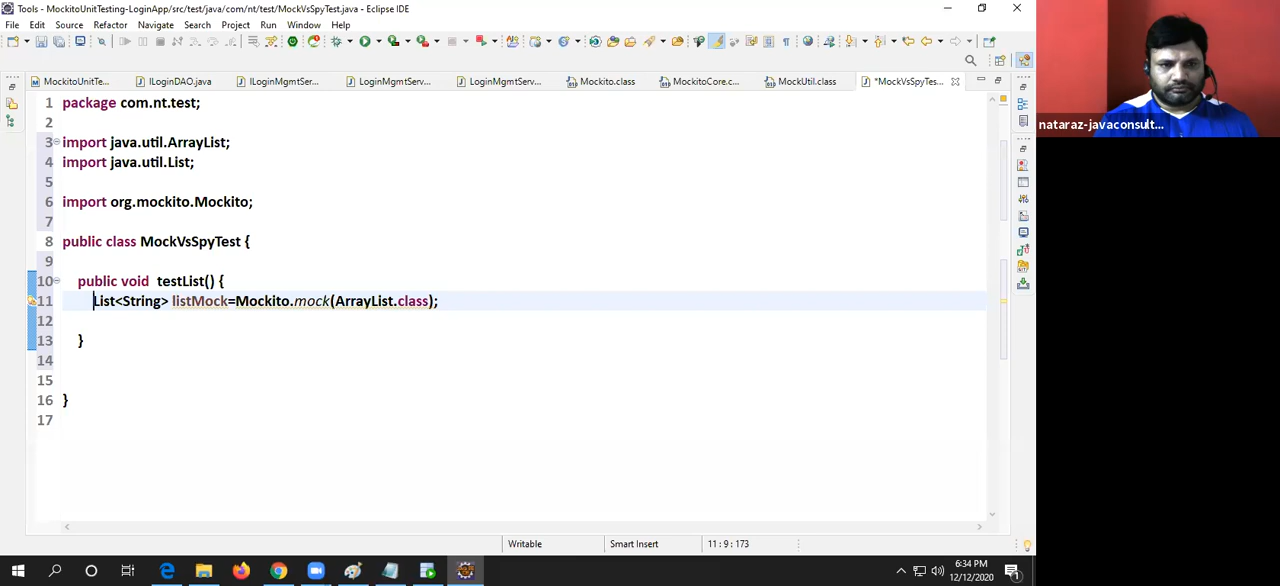 Tools - MockitoUnitTesting-LoginApp/src/test/java/com/nt/test/MockVsSpyTest.java - Eclipse IDE
File Edit Source Refactor Navigate Search Project Run Window Help
MockitoUnitTe... ILoginDAO.java ILoginMgmtSer... LoginMgmtServ... LoginMgmtServ... Mockito.class MockitoCore.c... MockUtil.class *MockVsSpyTes...
1 package com.nt.test;
2
3 import java.util.ArrayList;
4 import java.util.List;
5
6 import org.mockito.Mockito;
7
8 public class MockVsSpyTest {
9
10 public void testList() {
11 List<String> listMock=Mockito.mock(ArrayList.class);
12
13 }
14
15
16 }
17
nataraz-javaconsult...
Writable Smart Insert 11 : 9 : 173
6:34 PM
12/12/2020